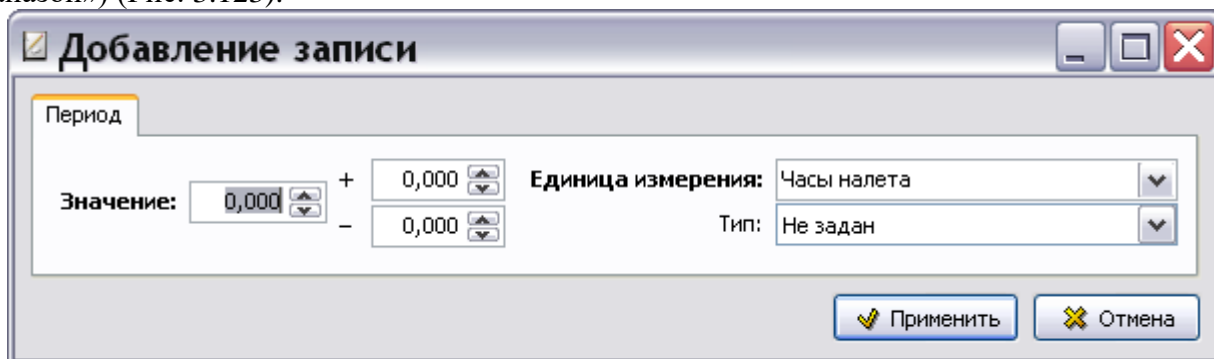 Добавление записи
Период
Значение: 0,000 + 0,000 Единица измерения: Часы налета
− 0,000 Тип: Не задан
Применить Отмена